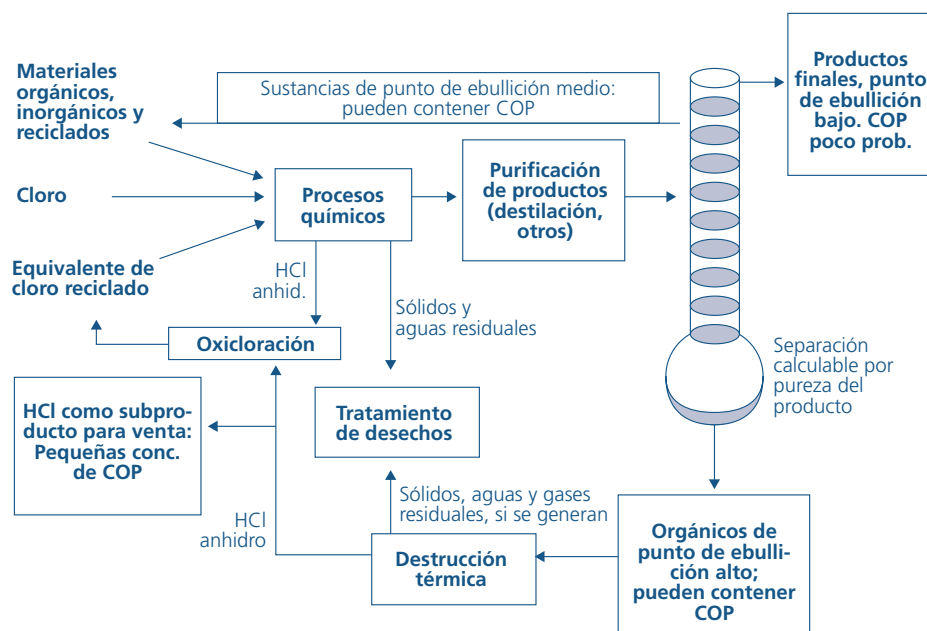 Materiales
orgánicos,
inorgánicos y
reciclados
Sustancias de punto de ebullición medio:
pueden contener COP
Productos
finales, punto
de ebullición
bajo. COP
poco prob.
Cloro
Procesos
químicos
Purificación
de productos
(destilación,
otros)
Equivalente de
cloro reciclado
HCl
anhid.
Sólidos y
aguas residuales
Oxicloración
Separación
calculable por
pureza del
producto
HCl como subpro-
ducto para venta:
Pequeñas conc.
de COP
Tratamiento
de desechos
HCl
anhidro
Sólidos, aguas y gases
residuales, si se generan
Destrucción
térmica
Orgánicos de
punto de ebulli-
ción alto;
pueden contener
COP